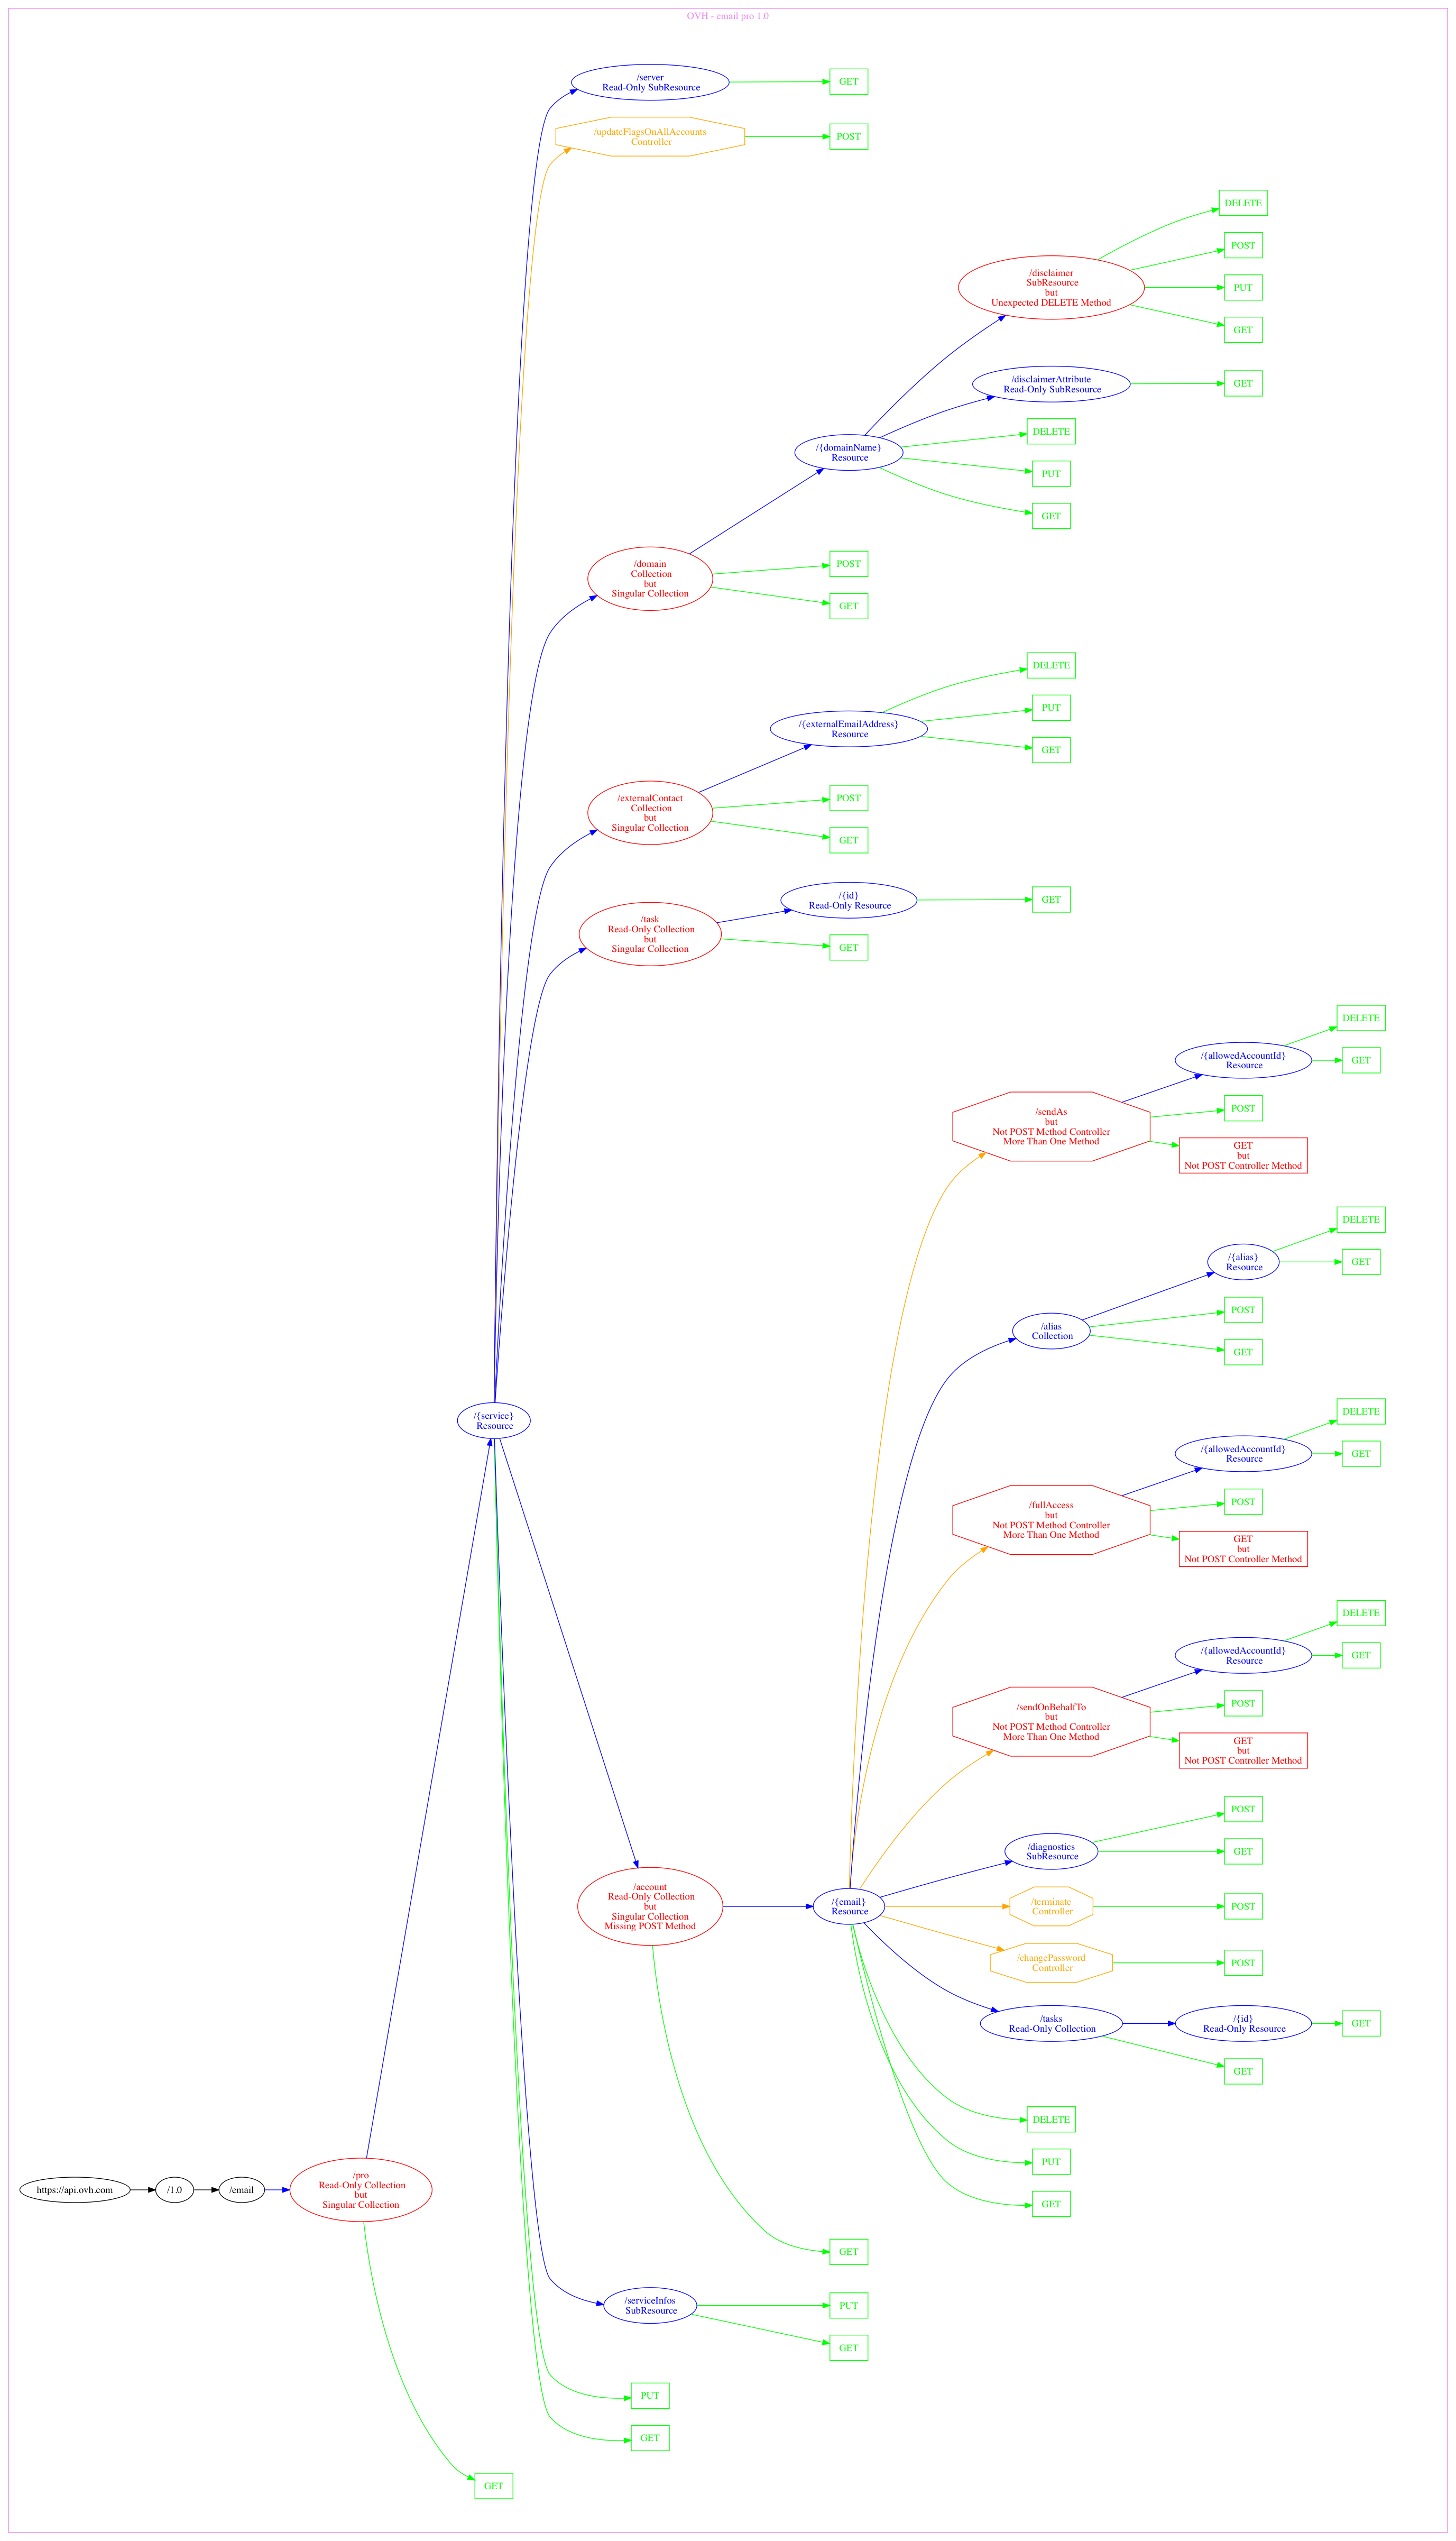 OVH - email pro 1.0
/server
Read-Only SubResource
GET
/updateFlagsOnAllAccounts
Controller
POST
DELETE
POST
/disclaimer
SubResource
but
Unexpected DELETE Method
PUT
GET
/disclaimerAttribute
Read-Only SubResource
GET
/{domainName}
Resource
DELETE
PUT
GET
/domain
Collection
but
Singular Collection
POST
GET
DELETE
/{externalEmailAddress}
Resource
PUT
GET
/externalContact
Collection
but
Singular Collection
POST
GET
/{id}
Read-Only Resource
GET
/task
Read-Only Collection
but
Singular Collection
GET
DELETE
/{allowedAccountId}
Resource
GET
/sendAs
but
Not POST Method Controller
More Than One Method
POST
GET
but
Not POST Controller Method
DELETE
/{alias}
Resource
GET
/alias
Collection
POST
GET
DELETE
/{service}
Resource
/{allowedAccountId}
Resource
GET
/fullAccess
but
Not POST Method Controller
More Than One Method
POST
GET
but
Not POST Controller Method
DELETE
/{allowedAccountId}
Resource
GET
/sendOnBehalfTo
but
Not POST Method Controller
More Than One Method
POST
GET
but
Not POST Controller Method
POST
/diagnostics
SubResource
GET
/account
Read-Only Collection
but
Singular Collection
Missing POST Method
/{email}
Resource
/terminate
Controller
POST
/changePassword
Controller
POST
/tasks
Read-Only Collection
/{id}
Read-Only Resource
GET
GET
DELETE
PUT
GET
https://api.ovh.com
/1.0
/email
/pro
Read-Only Collection
but
Singular Collection
GET
/serviceInfos
SubResource
PUT
GET
PUT
GET
GET